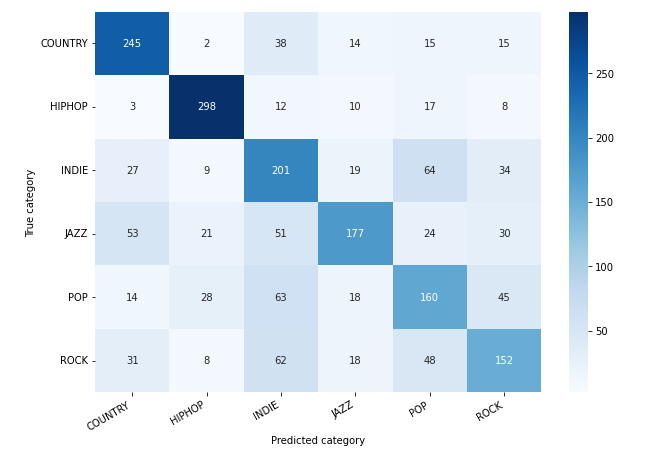 COUNTRY 245 2 38 14 15 15
HIPHOP 3 298 12 10 17 8
INDIE 27 9 201 19 64 34
JAZZ 53 21 51 177 24 30
POP 14 28 63 18 160 45
ROCK 31 8 62 18 48 152
COUNTRY HIPHOP INDIE JAZZ POP ROCK
Predicted category
True category
250
200
150
100
50